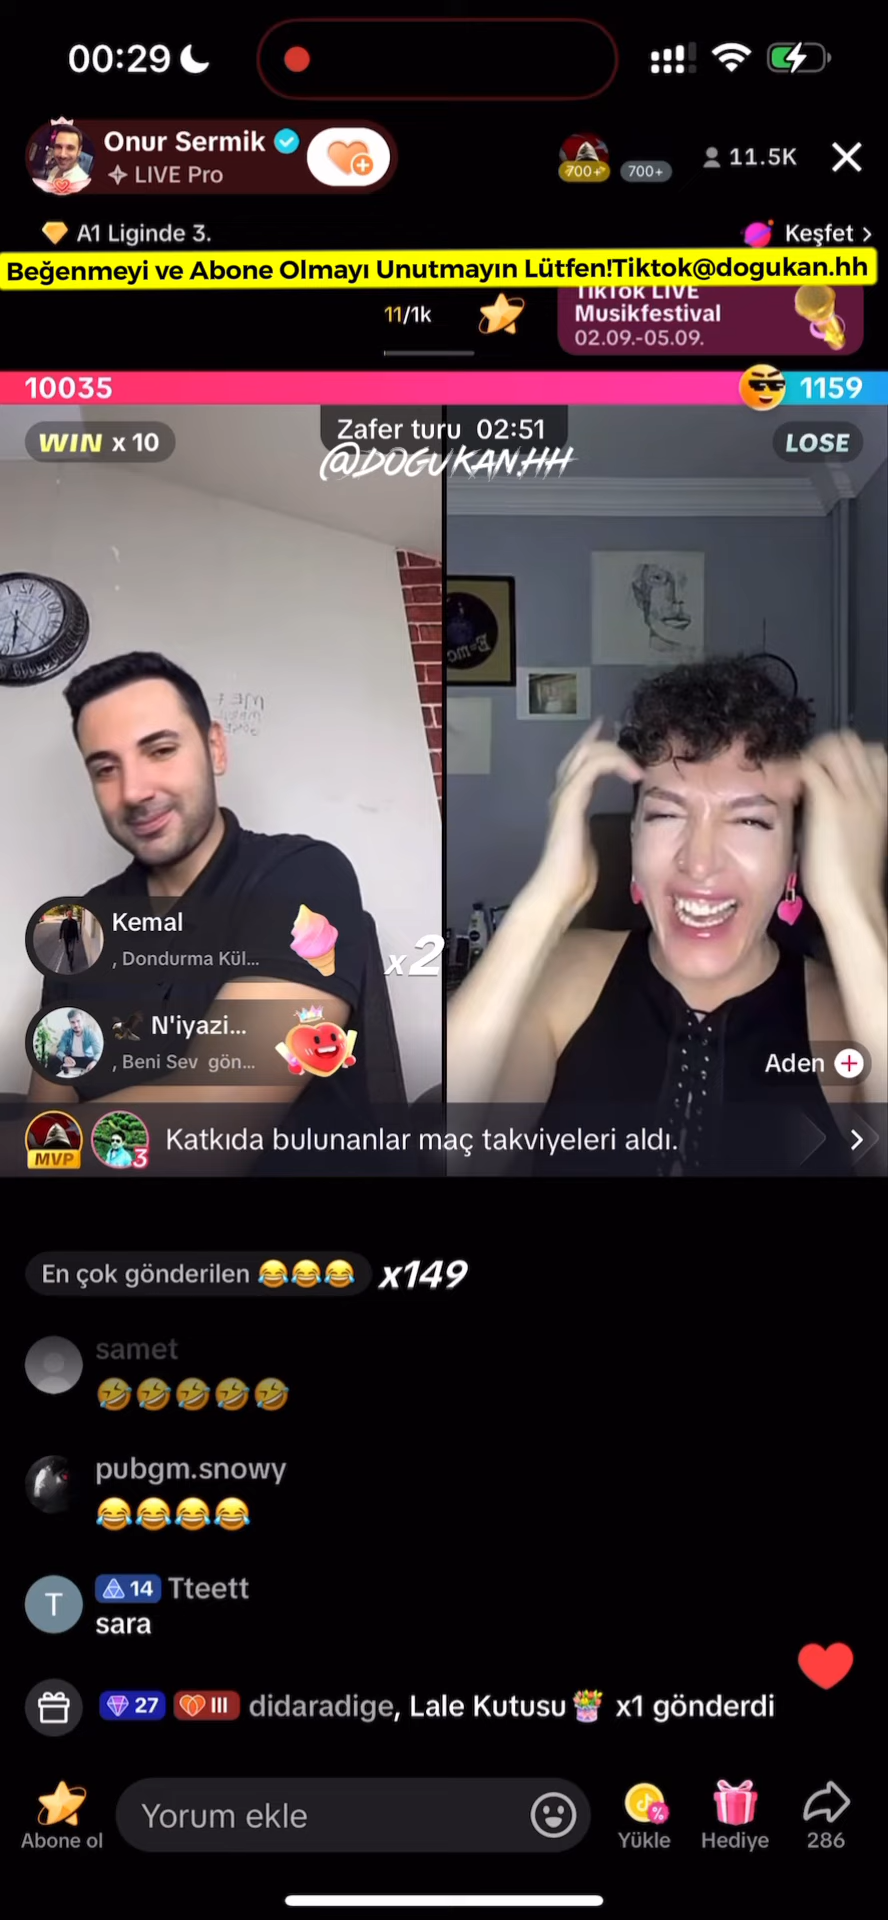 00:29
Onur Sermik
LIVE Pro
700+
700+
11.5K
A1 Liginde 3.
Keşfet >
Beğenmeyi ve Abone Olmayı Unutmayın Lütfen!Tiktok@dogukan.hh
11/1k
TikTok LIVE
Musikfestival
02.09.-05.09.
10035
1159
WIN x 10
Zafer turu 02:51
LOSE
@DOGUKAN.HH
Kemal
, Dondurma Kül...
x2
N'iyazi...
, Beni Sev gön...
Aden +
MVP
3
Katkıda bulunanlar maç takviyeleri aldı.
En çok gönderilen 😂😂😂 x149
samet
🤣🤣🤣🤣🤣
pubgm.snowy
😂😂😂😂
T
14 Tteett
sara
27 III didaradige, Lale Kutusu x1 gönderdi
Abone ol
Yorum ekle
Yükle
Hediye
286